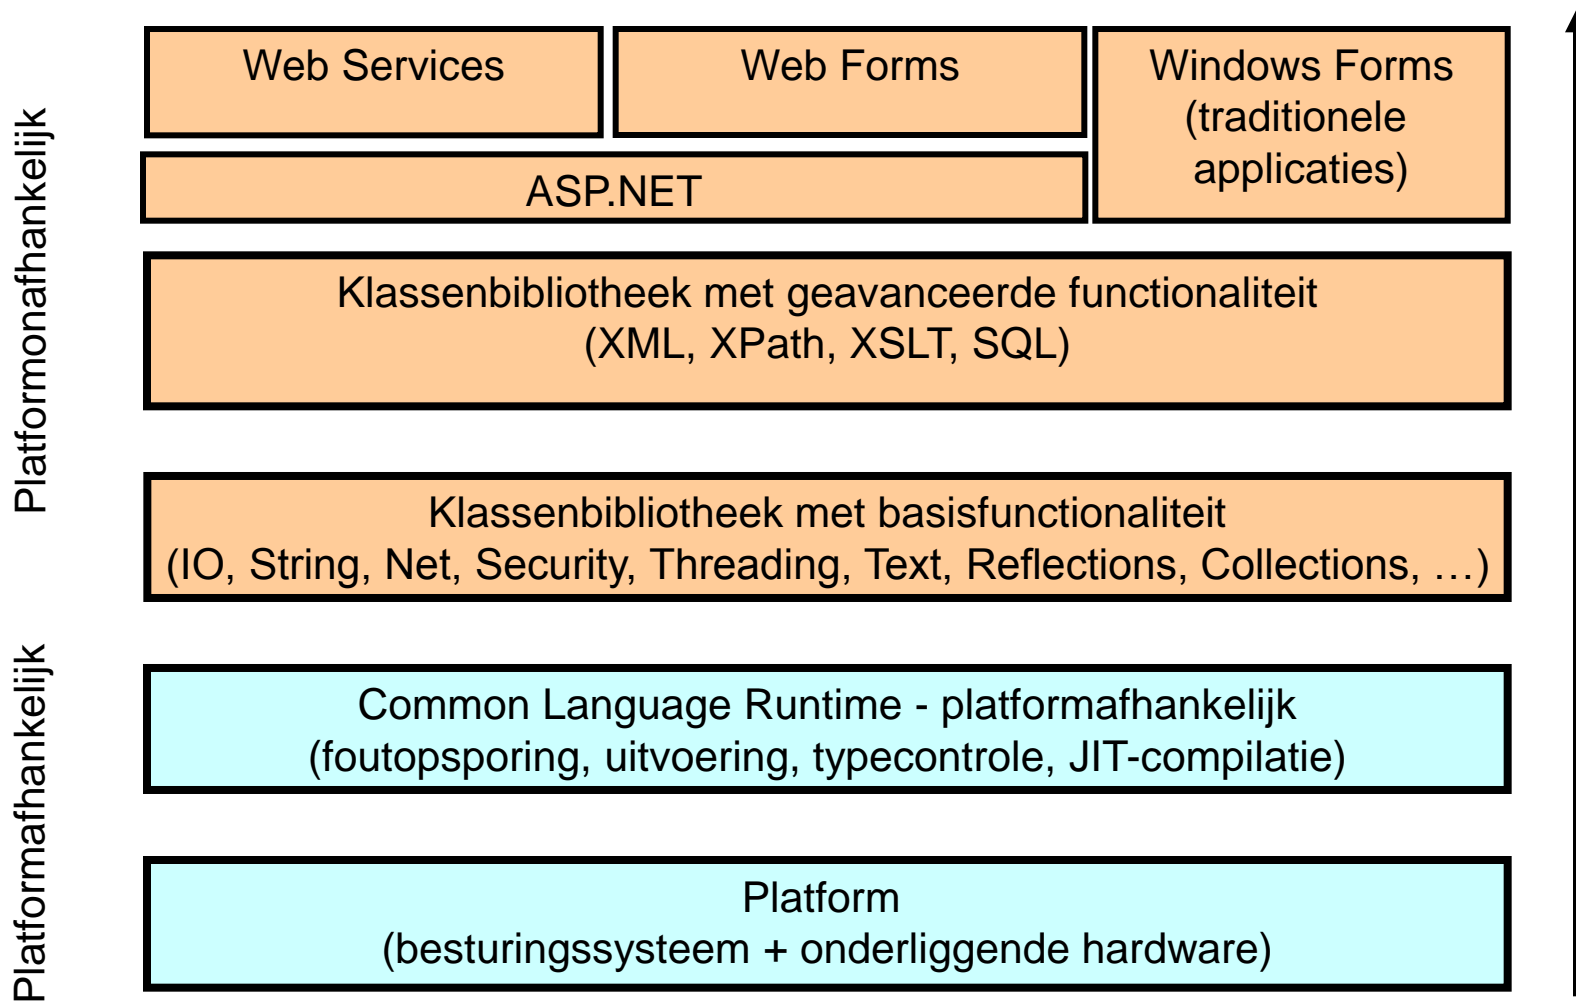 Web Services
Web Forms
Windows Forms
(traditionele
applicaties)
ASP.NET
Platformonafhankelijk
Klassenbibliotheek met geavanceerde functionaliteit
(XML, XPath, XSLT, SQL)
Klassenbibliotheek met basisfunctionaliteit
(IO, String, Net, Security, Threading, Text, Reflections, Collections, …)
Platformafhankelijk
Common Language Runtime - platformafhankelijk
(foutopsporing, uitvoering, typecontrole, JIT-compilatie)
Platform
(besturingssysteem + onderliggende hardware)